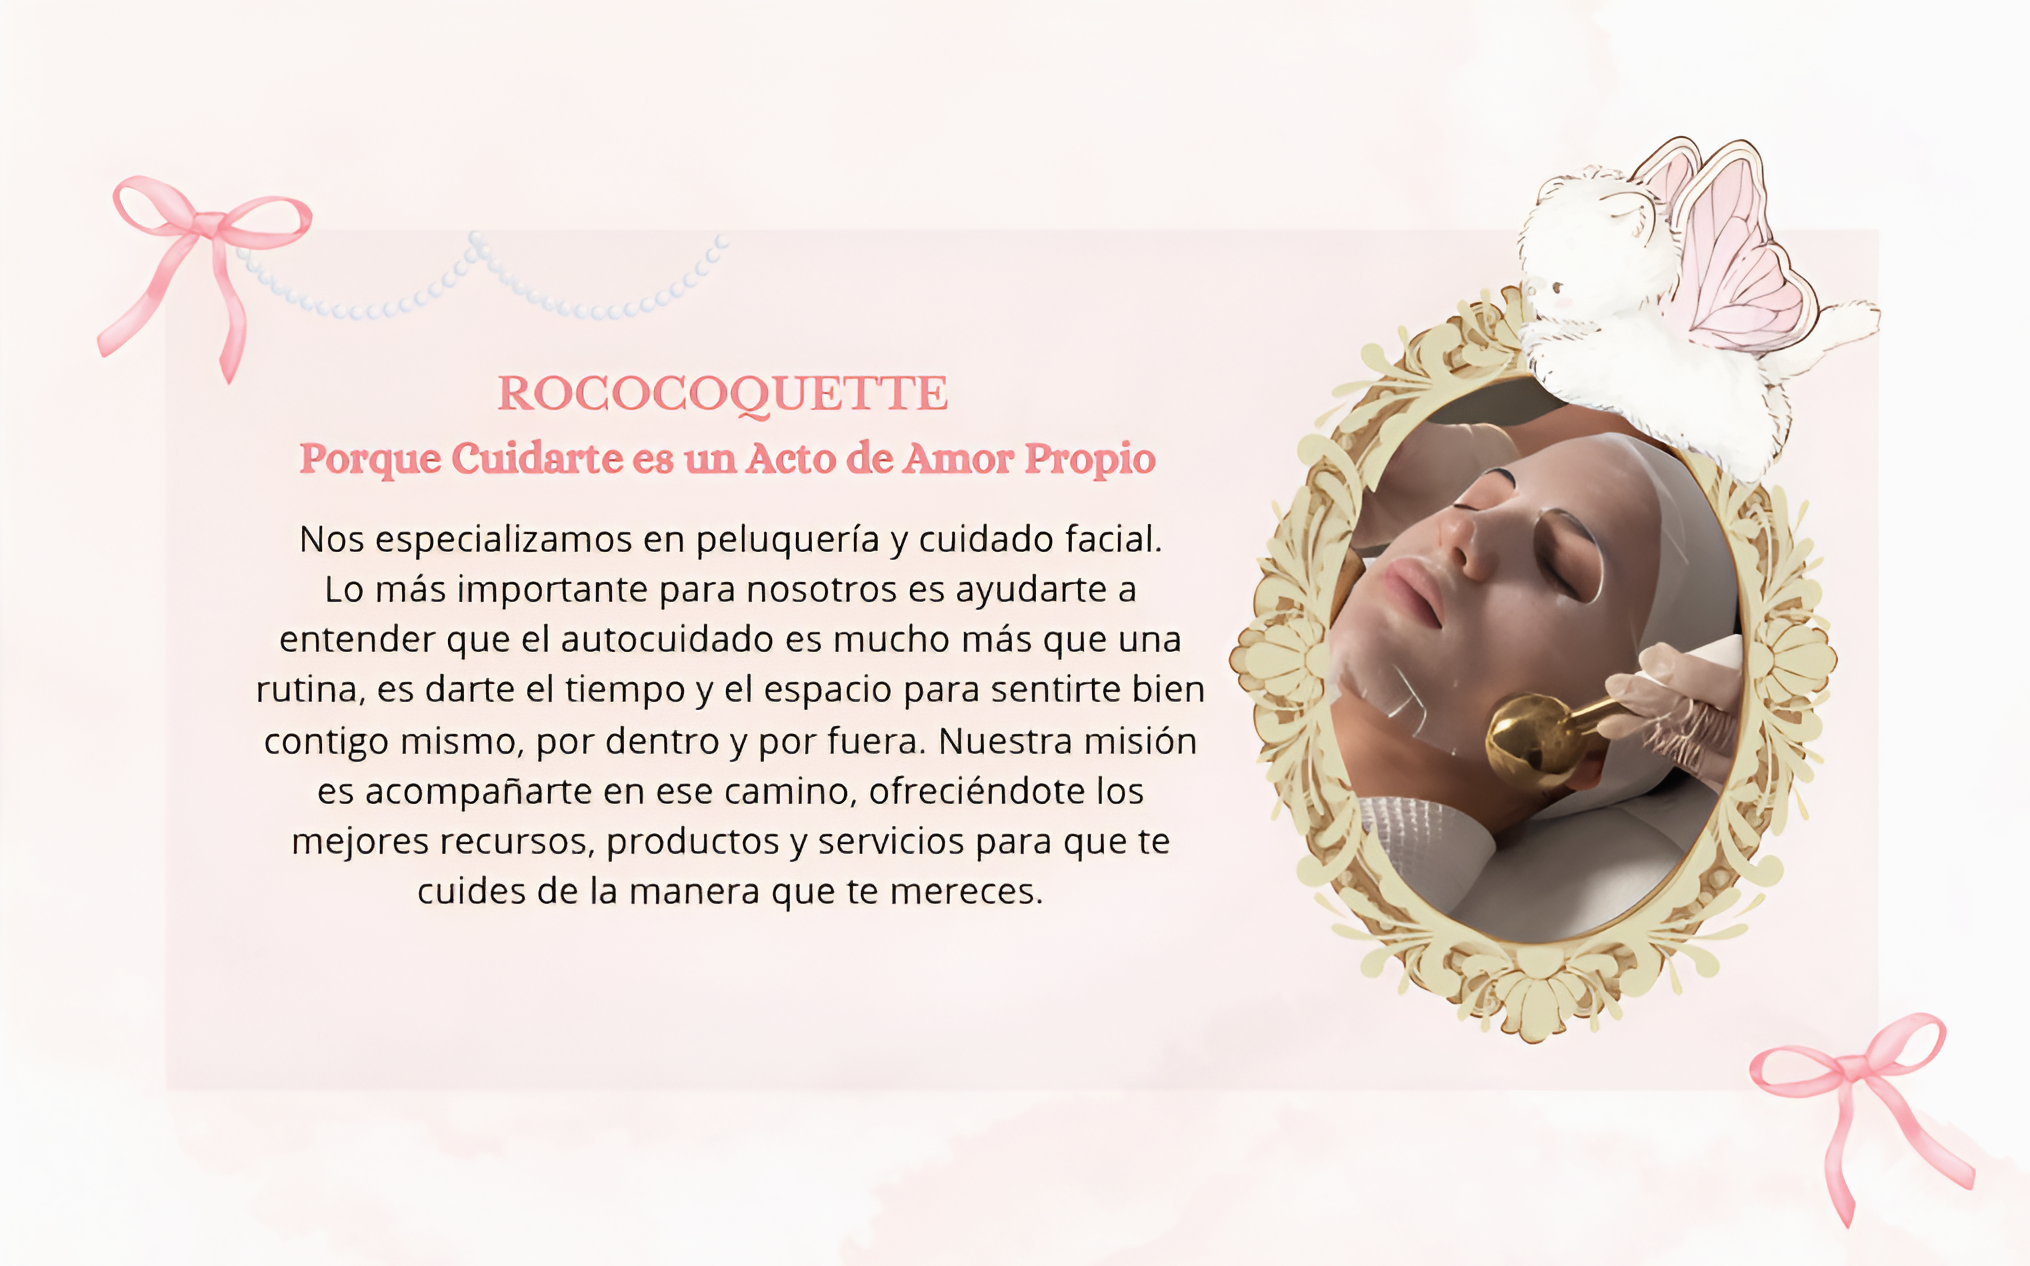 ROCOCOQUETTE
Porque Cuidarte es un Acto de Amor Propio
Nos especializamos en peluquería y cuidado facial.
Lo más importante para nosotros es ayudarte a
entender que el autocuidado es mucho más que una
rutina, es darte el tiempo y el espacio para sentirte bien
contigo mismo, por dentro y por fuera. Nuestra misión
es acompañarte en ese camino, ofreciéndote los
mejores recursos, productos y servicios para que te
cuides de la manera que te mereces.